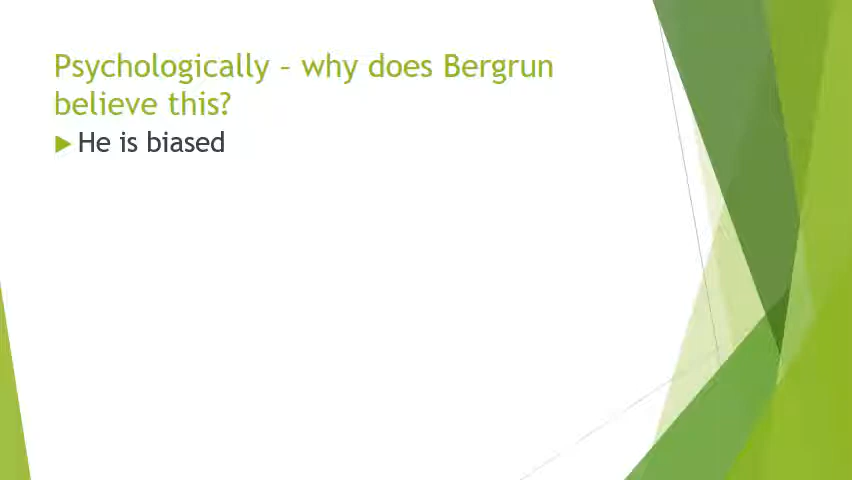 Psychologically – why does Bergrun
believe this?
He is biased